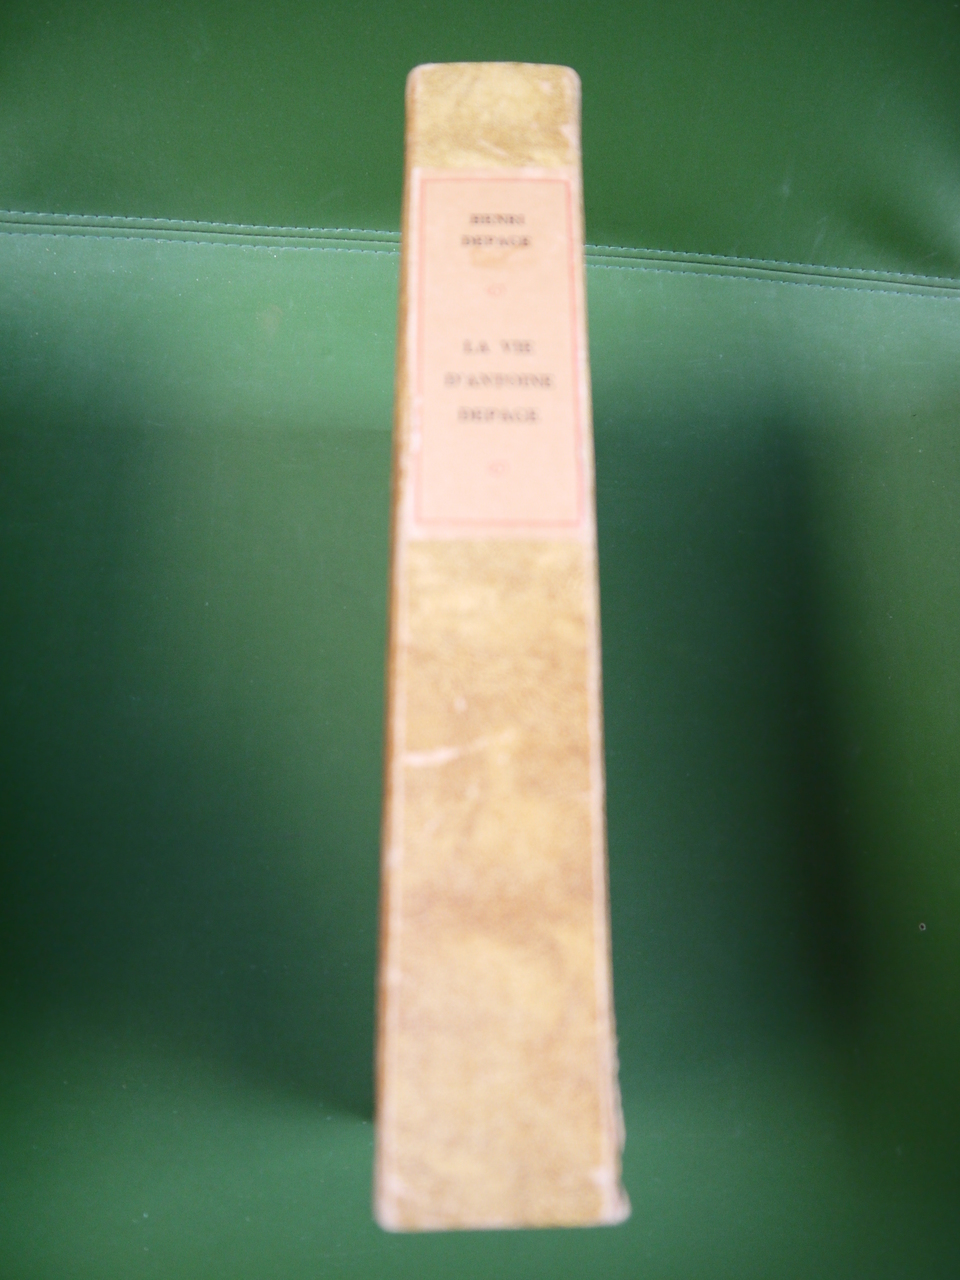 HENRI
DEPAGE
LA VIE
D'ANTOINE
DEPAGE